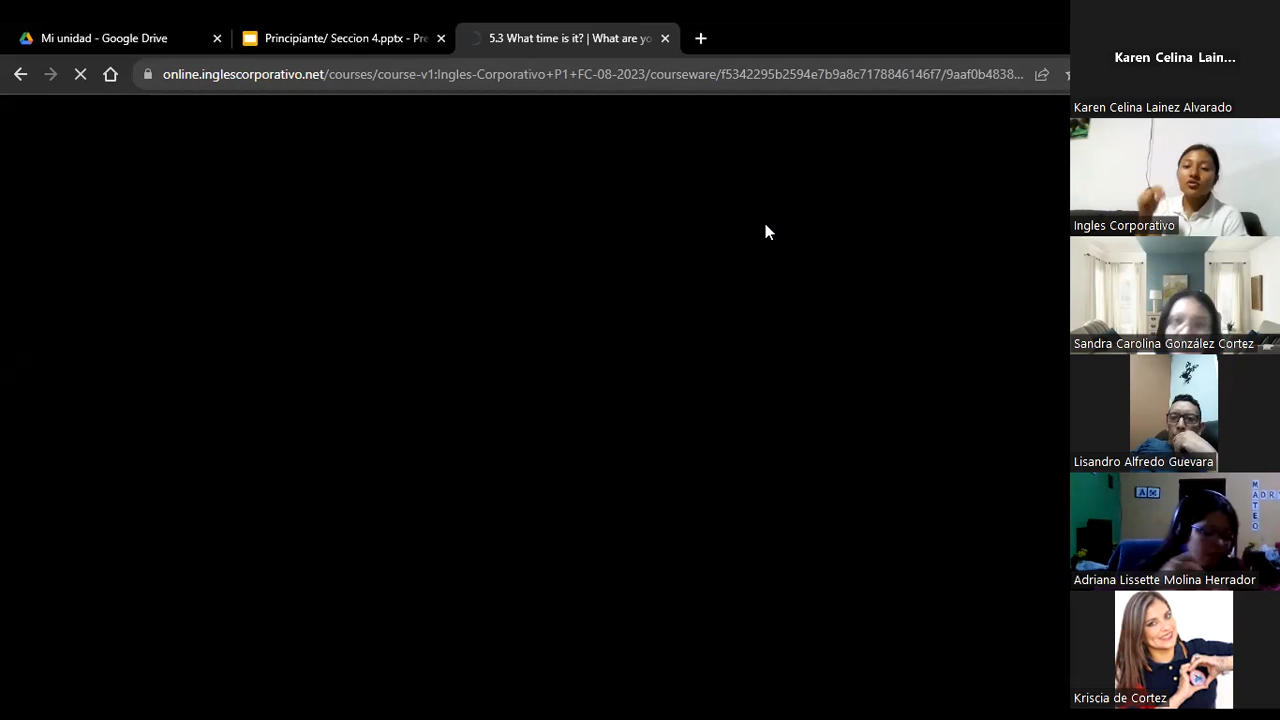 Mi unidad - Google Drive
Principiante/ Seccion 4.pptx - Pre
5.3 What time is it? | What are yo
online.inglescorporativo.net/courses/course-v1:Ingles-Corporativo+P1+FC-08-2023/courseware/f5342295b2594e7b9a8c7178846146f7/9aaf0b4838...
Karen Celina Lain...
Karen Celina Lainez Alvarado
Ingles Corporativo
Sandra Carolina González Cortez
Lisandro Alfredo Guevara
MATEO
Adriana Lissette Molina Herrador
Kriscia de Cortez